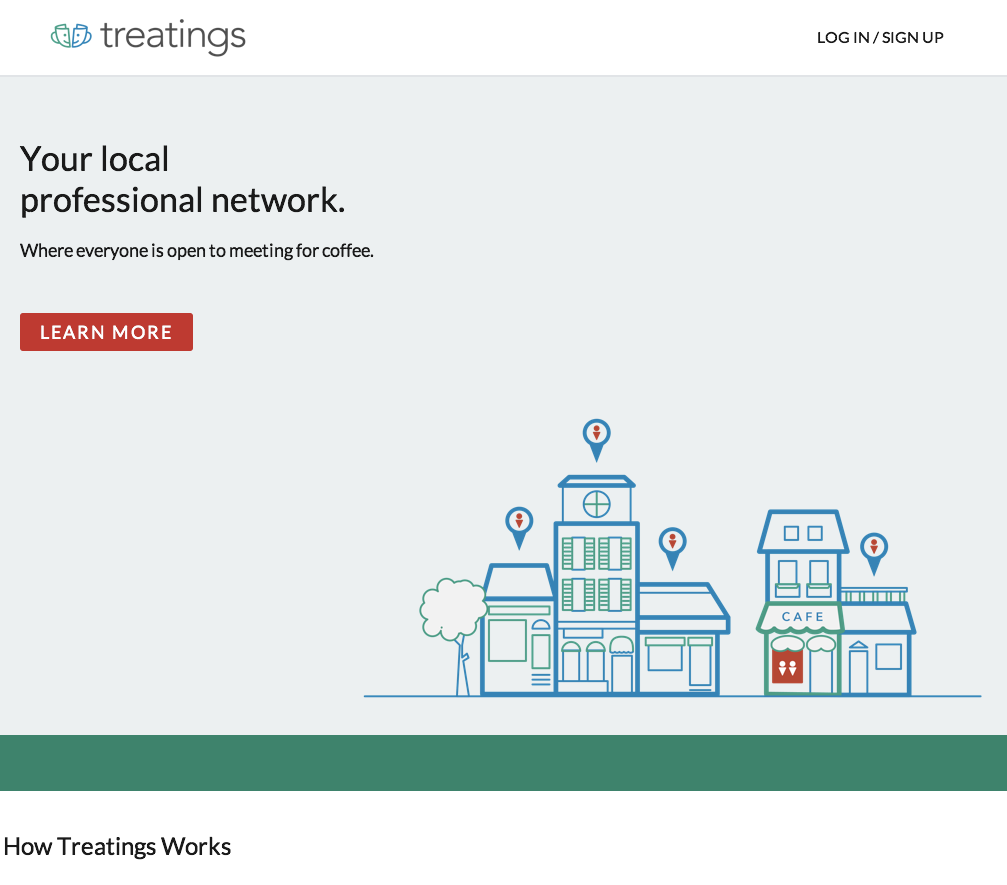 treatings
LOG IN / SIGN UP
Your local
professional network.
Where everyone is open to meeting for coffee.
LEARN MORE
CAFE
How Treatings Works